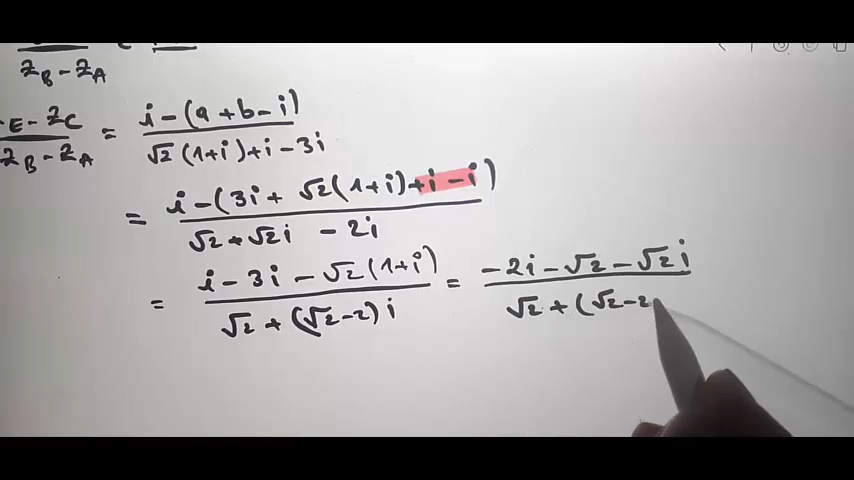 z_B - z_A
E - z_C / z_B - z_A = i - (a + b - i) / √2 (1 + i) + i - 3i
= i - (3i + √2 (1 + i) + i - i) / √2 + √2 i - 2i
= i - 3i - √2 (1 + i) / √2 + (√2 - 2) i = -2i - √2 - √2 i / √2 + (√2 - 2